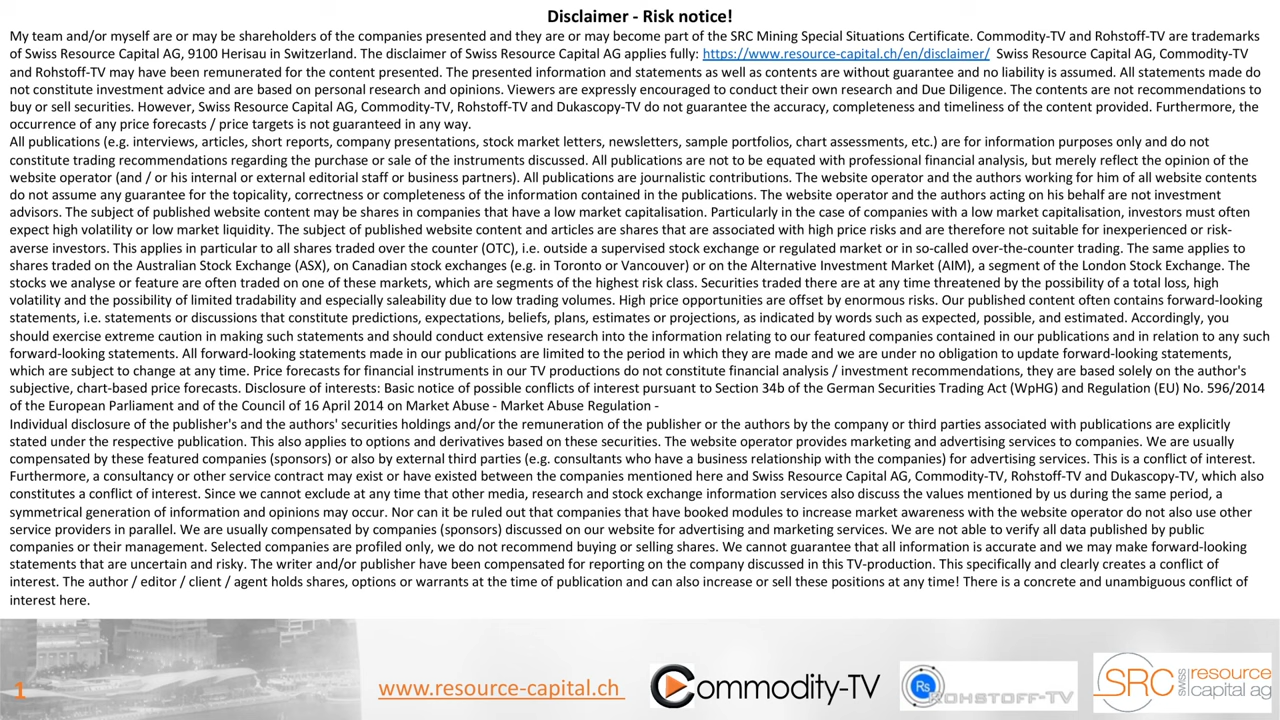 Disclaimer - Risk notice!
My team and/or myself are or may be shareholders of the companies presented and they are or may become part of the SRC Mining Special Situations Certificate. Commodity-TV and Rohstoff-TV are trademarks
of Swiss Resource Capital AG, 9100 Herisau in Switzerland. The disclaimer of Swiss Resource Capital AG applies fully: https://www.resource-capital.ch/en/disclaimer/ Swiss Resource Capital AG, Commodity-TV
and Rohstoff-TV may have been remunerated for the content presented. The presented information and statements as well as contents are without guarantee and no liability is assumed. All statements made do
not constitute investment advice and are based on personal research and opinions. Viewers are expressly encouraged to conduct their own research and Due Diligence. The contents are not recommendations to
buy or sell securities. However, Swiss Resource Capital AG, Commodity-TV, Rohstoff-TV and Dukascopy-TV do not guarantee the accuracy, completeness and timeliness of the content provided. Furthermore, the
occurrence of any price forecasts / price targets is not guaranteed in any way.
All publications (e.g. interviews, articles, short reports, company presentations, stock market letters, newsletters, sample portfolios, chart assessments, etc.) are for information purposes only and do not
constitute trading recommendations regarding the purchase or sale of the instruments discussed. All publications are not to be equated with professional financial analysis, but merely reflect the opinion of the
website operator (and / or his internal or external editorial staff or business partners). All publications are journalistic contributions. The website operator and the authors working for him of all website contents
do not assume any guarantee for the topicality, correctness or completeness of the information contained in the publications. The website operator and the authors acting on his behalf are not investment
advisors. The subject of published website content may be shares in companies that have a low market capitalisation. Particularly in the case of companies with a low market capitalisation, investors must often
expect high volatility or low market liquidity. The subject of published website content and articles are shares that are associated with high price risks and are therefore not suitable for inexperienced or risk-
averse investors. This applies in particular to all shares traded over the counter (OTC), i.e. outside a supervised stock exchange or regulated market or in so-called over-the-counter trading. The same applies to
shares traded on the Australian Stock Exchange (ASX), on Canadian stock exchanges (e.g. in Toronto or Vancouver) or on the Alternative Investment Market (AIM), a segment of the London Stock Exchange. The
stocks we analyse or feature are often traded on one of these markets, which are segments of the highest risk class. Securities traded there are at any time threatened by the possibility of a total loss, high
volatility and the possibility of limited tradability and especially saleability due to low trading volumes. High price opportunities are offset by enormous risks. Our published content often contains forward-looking
statements, i.e. statements or discussions that constitute predictions, expectations, beliefs, plans, estimates or projections, as indicated by words such as expected, possible, and estimated. Accordingly, you
should exercise extreme caution in making such statements and should conduct extensive research into the information relating to our featured companies contained in our publications and in relation to any such
forward-looking statements. All forward-looking statements made in our publications are limited to the period in which they are made and we are under no obligation to update forward-looking statements,
which are subject to change at any time. Price forecasts for financial instruments in our TV productions do not constitute financial analysis / investment recommendations, they are based solely on the author's
subjective, chart-based price forecasts. Disclosure of interests: Basic notice of possible conflicts of interest pursuant to Section 34b of the German Securities Trading Act (WpHG) and Regulation (EU) No. 596/2014
of the European Parliament and of the Council of 16 April 2014 on Market Abuse - Market Abuse Regulation -
Individual disclosure of the publisher's and the authors' securities holdings and/or the remuneration of the publisher or the authors by the company or third parties associated with publications are explicitly
stated under the respective publication. This also applies to options and derivatives based on these securities. The website operator provides marketing and advertising services to companies. We are usually
compensated by these featured companies (sponsors) or also by external third parties (e.g. consultants who have a business relationship with the companies) for advertising services. This is a conflict of interest.
Furthermore, a consultancy or other service contract may exist or have existed between the companies mentioned here and Swiss Resource Capital AG, Commodity-TV, Rohstoff-TV and Dukascopy-TV, which also
constitutes a conflict of interest. Since we cannot exclude at any time that other media, research and stock exchange information services also discuss the values mentioned by us during the same period, a
symmetrical generation of information and opinions may occur. Nor can it be ruled out that companies that have booked modules to increase market awareness with the website operator do not also use other
service providers in parallel. We are usually compensated by companies (sponsors) discussed on our website for advertising and marketing services. We are not able to verify all data published by public
companies or their management. Selected companies are profiled only, we do not recommend buying or selling shares. We cannot guarantee that all information is accurate and we may make forward-looking
statements that are uncertain and risky. The writer and/or publisher have been compensated for reporting on the company discussed in this TV-production. This specifically and clearly creates a conflict of
interest. The author / editor / client / agent holds shares, options or warrants at the time of publication and can also increase or sell these positions at any time! There is a concrete and unambiguous conflict of
interest here.
1
www.resource-capital.ch
Commodity-TV
Rs ROHSTOFF-TV
SRC SWISS resource capital ag